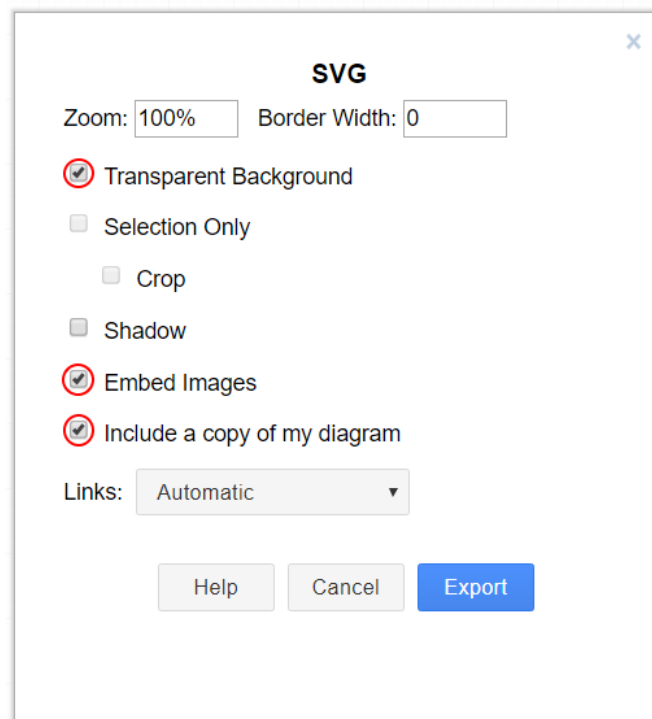 SVG
Zoom: 100% Border Width: 0
Transparent Background
Selection Only
Crop
Shadow
Embed Images
Include a copy of my diagram
Links: Automatic
Help Cancel Export